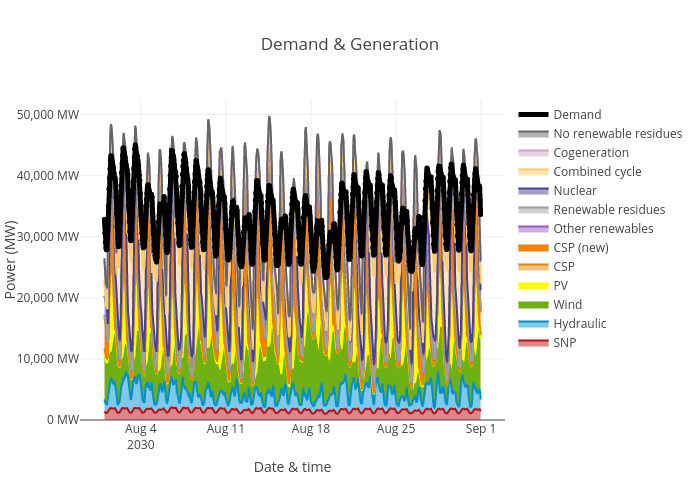 Demand & Generation
50,000 MW
40,000 MW
30,000 MW
20,000 MW
10,000 MW
0 MW
Power (MW)
Aug 4
2030
Aug 11
Aug 18
Aug 25
Sep 1
Date & time
Demand
No renewable residues
Cogeneration
Combined cycle
Nuclear
Renewable residues
Other renewables
CSP (new)
CSP
PV
Wind
Hydraulic
SNP